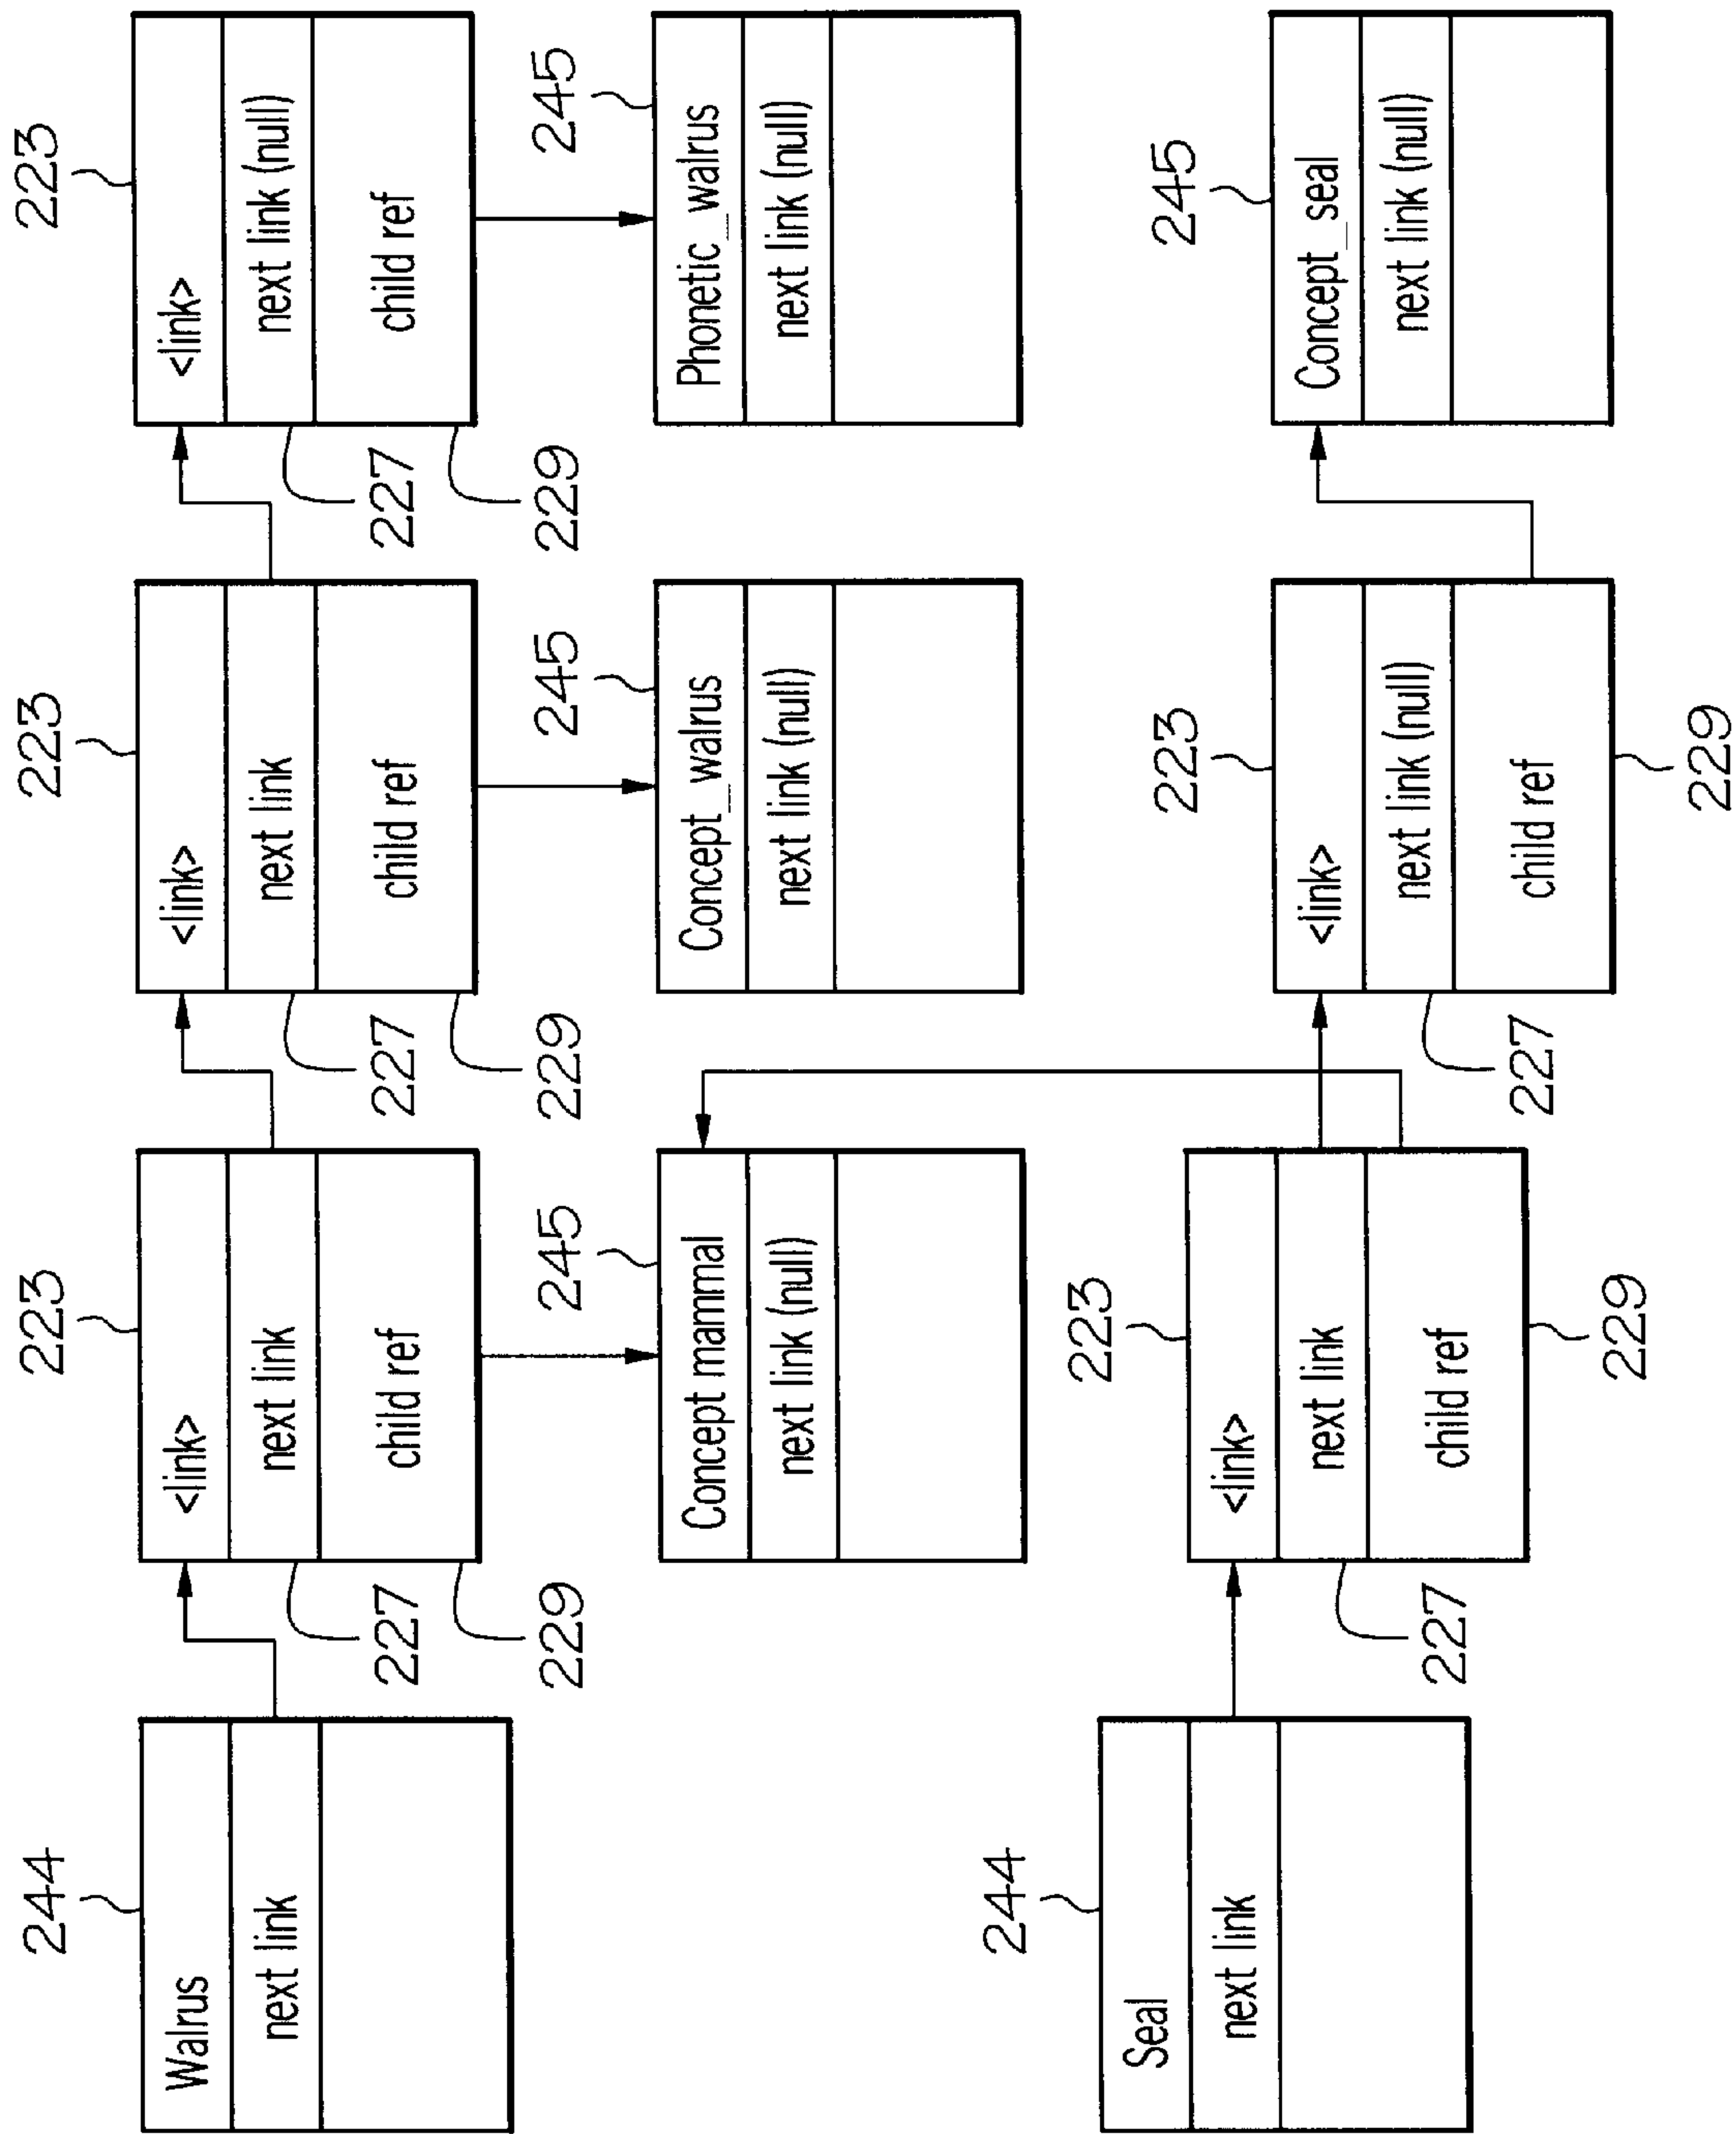 223
223
223
244
<link>
<link>
<link>
Walrus
next link (null)
next link
next link
next link
child ref
child ref
child ref
227
227
227
229
229
229
245
245
245
Phonetic_walrus
Concept_walrus
Concept mammal
next link (null)
next link (null)
next link (null)
244
223
223
245
Seal
<link>
<link>
Concept_seal
next link
next link
next link (null)
next link (null)
child ref
child ref
227
227
229
229